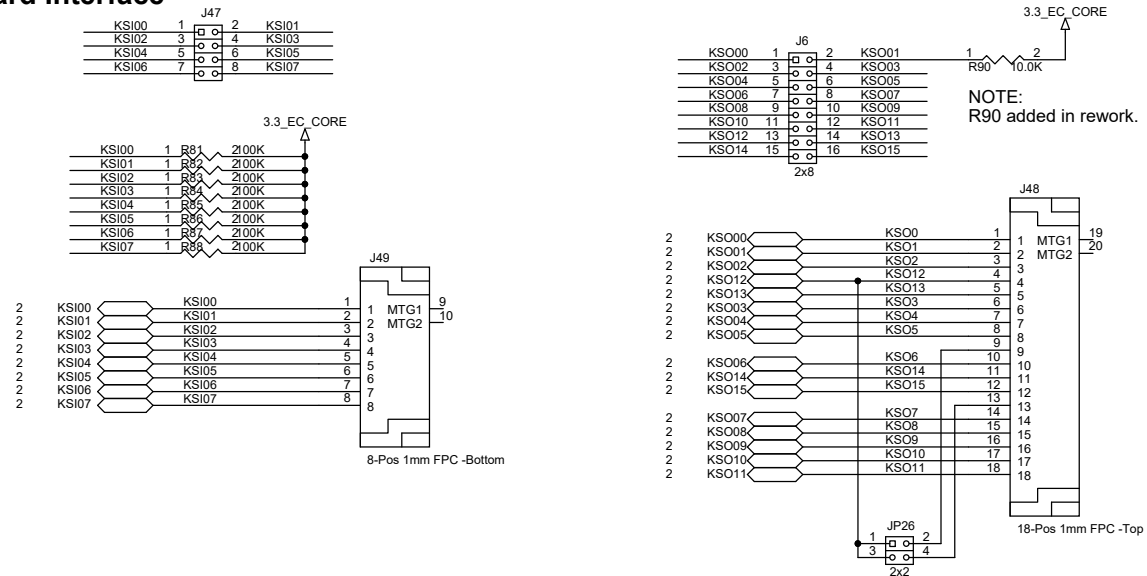 ard Interface
J47
KSI00 1 2 KSI01
KSI02 3 4 KSI03
KSI04 5 6 KSI05
KSI06 7 8 KSI07
3.3_EC_CORE
KSI00 1 R81 2 100K
KSI01 1 R82 2 100K
KSI02 1 R83 2 100K
KSI03 1 R84 2 100K
KSI04 1 R85 2 100K
KSI05 1 R86 2 100K
KSI06 1 R87 2 100K
KSI07 1 R88 2 100K
J49
2 KSI00 KSI00 1 1 MTG1 9
2 KSI01 KSI01 2 2 MTG2 10
2 KSI02 KSI02 3 3
2 KSI03 KSI03 4 4
2 KSI04 KSI04 5 5
2 KSI05 KSI05 6 6
2 KSI06 KSI06 7 7
2 KSI07 KSI07 8 8
8-Pos 1mm FPC -Bottom
3.3_EC_CORE
J6
KSO00 1 2 KSO01 1 R90 2 10.0K
KSO02 3 4 KSO03
KSO04 5 6 KSO05
KSO06 7 8 KSO07
KSO08 9 10 KSO09
KSO10 11 12 KSO11
KSO12 13 14 KSO13
KSO14 15 16 KSO15
2x8
NOTE:
R90 added in rework.
J48
2 KSO00 KSO0 1 1 MTG1 19
2 KSO01 KSO1 2 2 MTG2 20
2 KSO02 KSO2 3 3
2 KSO12 KSO12 4 4
2 KSO13 KSO13 5 5
2 KSO03 KSO3 6 6
2 KSO04 KSO4 7 7
2 KSO05 KSO5 8 8
9 9
2 KSO06 KSO6 10 10
2 KSO14 KSO14 11 11
2 KSO15 KSO15 12 12
13 13
2 KSO07 KSO7 14 14
2 KSO08 KSO8 15 15
2 KSO09 KSO9 16 16
2 KSO10 KSO10 17 17
2 KSO11 KSO11 18 18
18-Pos 1mm FPC -Top
JP26
1 2
3 4
2x2